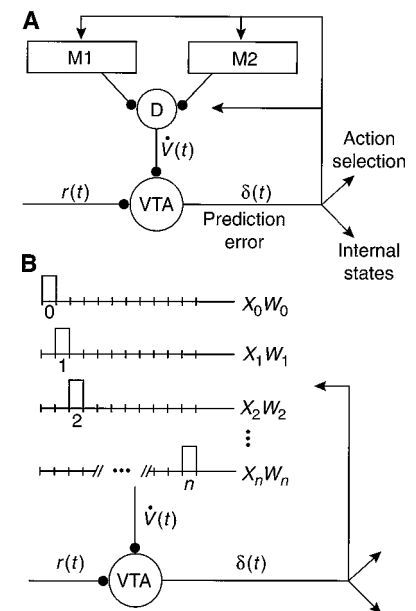 A
M1
M2
D
V̇(t)
Action
selection
r(t)
VTA
δ(t)
Prediction
error
Internal
states
B
0
X₀W₀
1
X₁W₁
2
X₂W₂
n
XₙWₙ
V̇(t)
r(t)
VTA
δ(t)